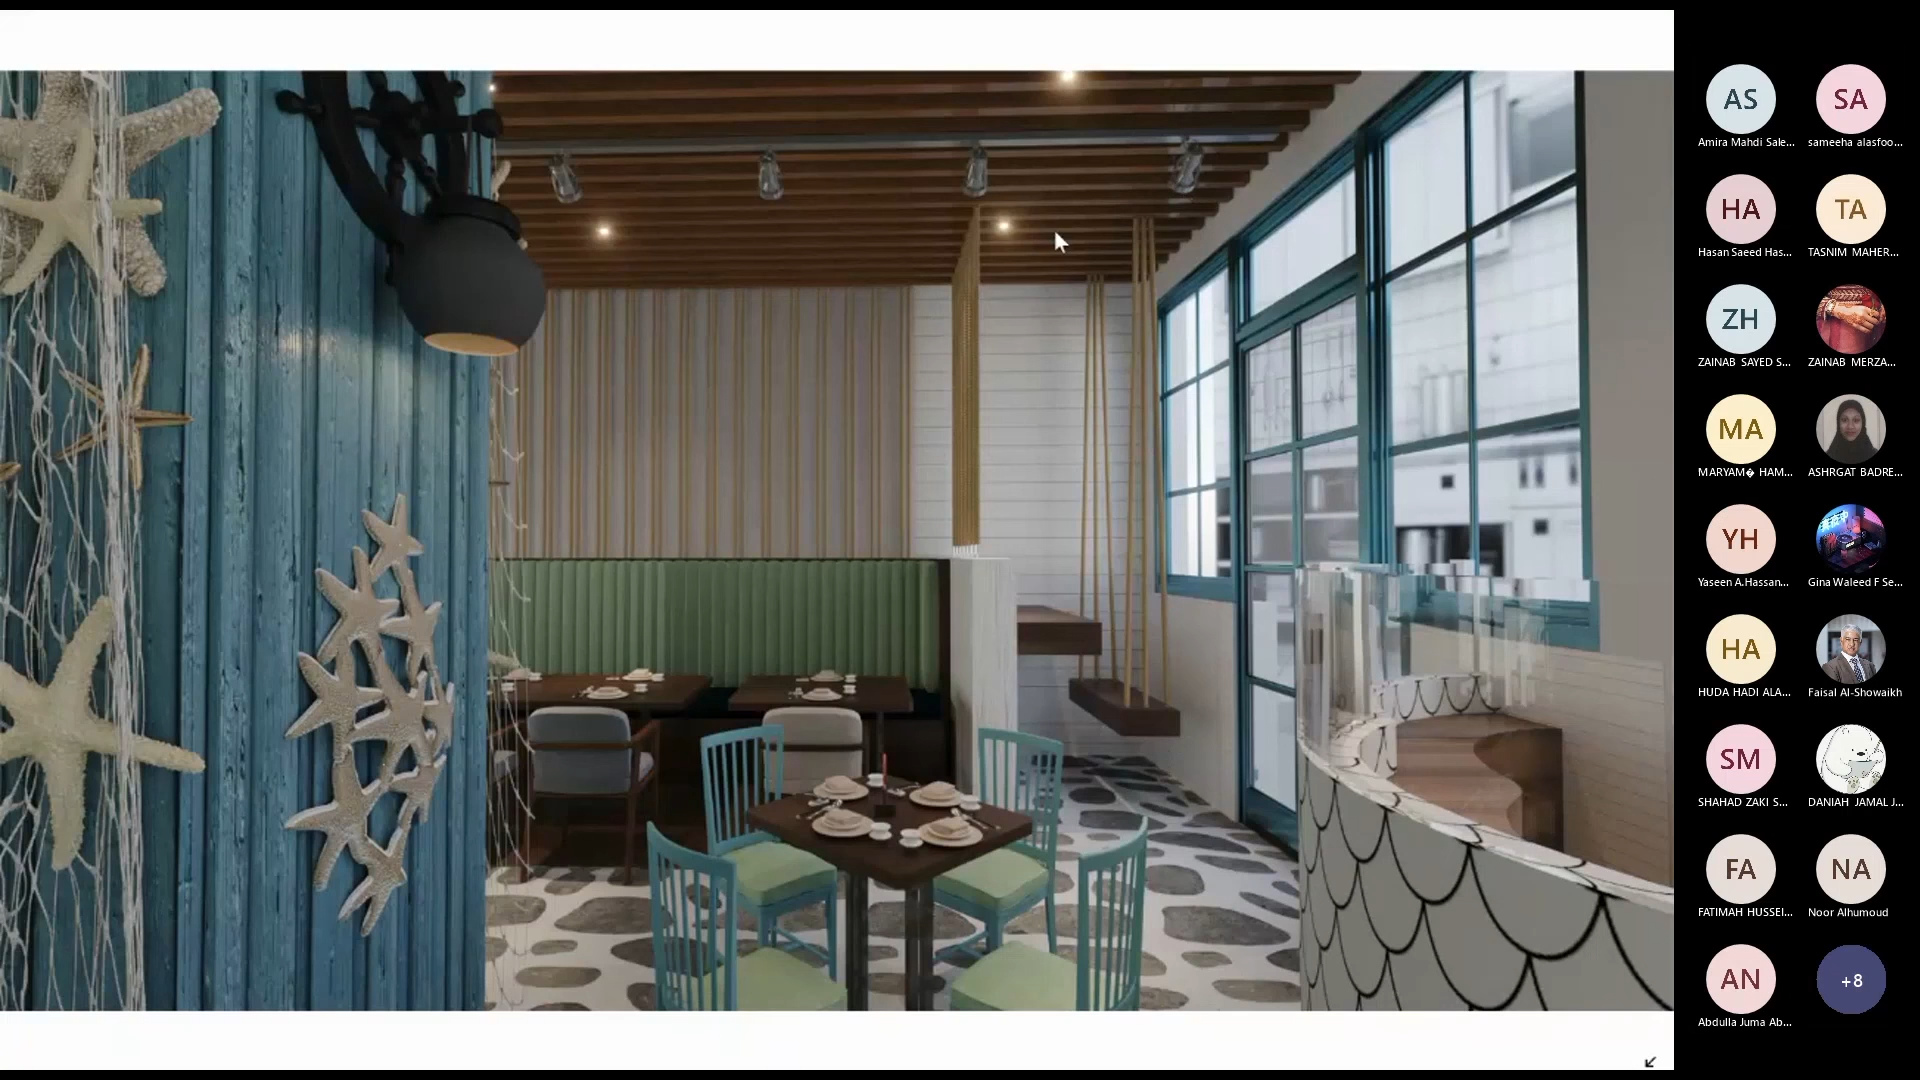 AS
SA
Amira Mahdi Sale...
sameeha alasfoo...
HA
TA
Hasan Saeed Has...
TASNIM MAHER...
ZH
ZAINAB SAYED S...
ZAINAB MERZA...
MA
MARYAM� HAM...
ASHRGAT BADRE...
YH
Yaseen A.Hassan...
Gina Waleed F Se...
HA
HUDA HADI ALA...
Faisal Al-Showaikh
SM
SHAHAD ZAKI S...
DANIAH JAMAL J...
FA
NA
FATIMAH HUSSEI...
Noor Alhumoud
AN
+8
Abdulla Juma Ab...